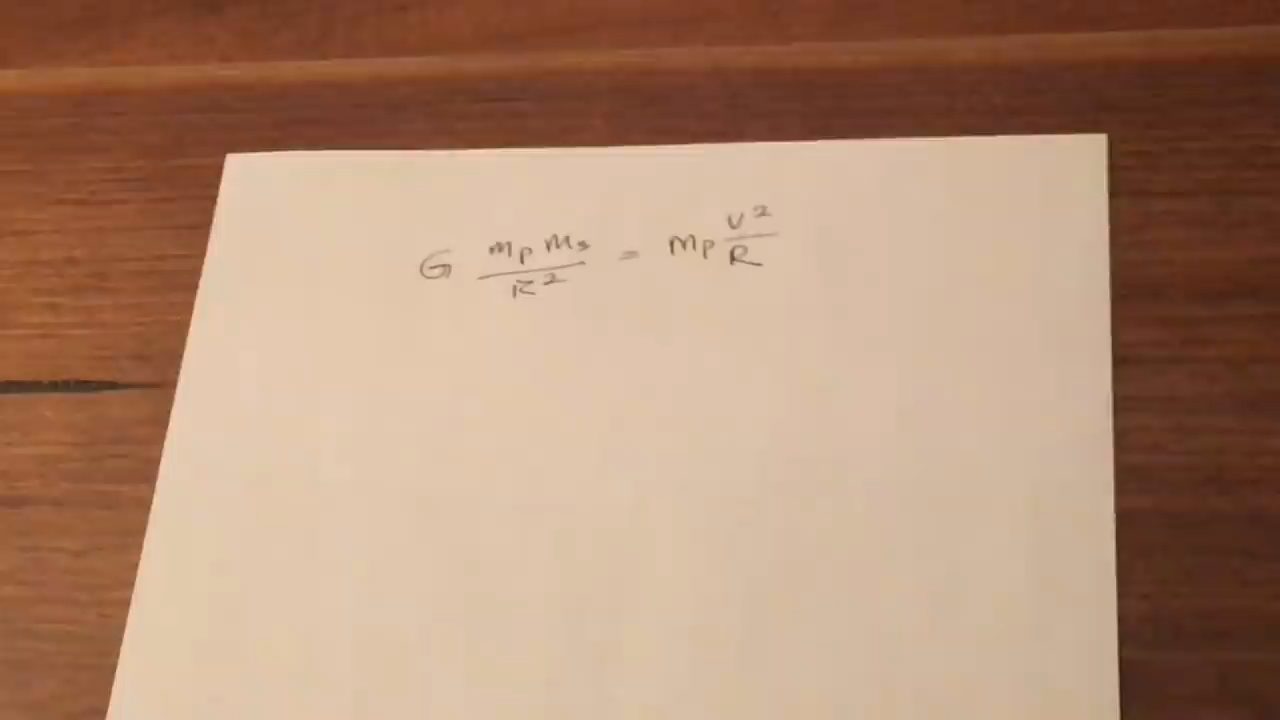 G mₚ mₛ / R² = mₚ v² / R